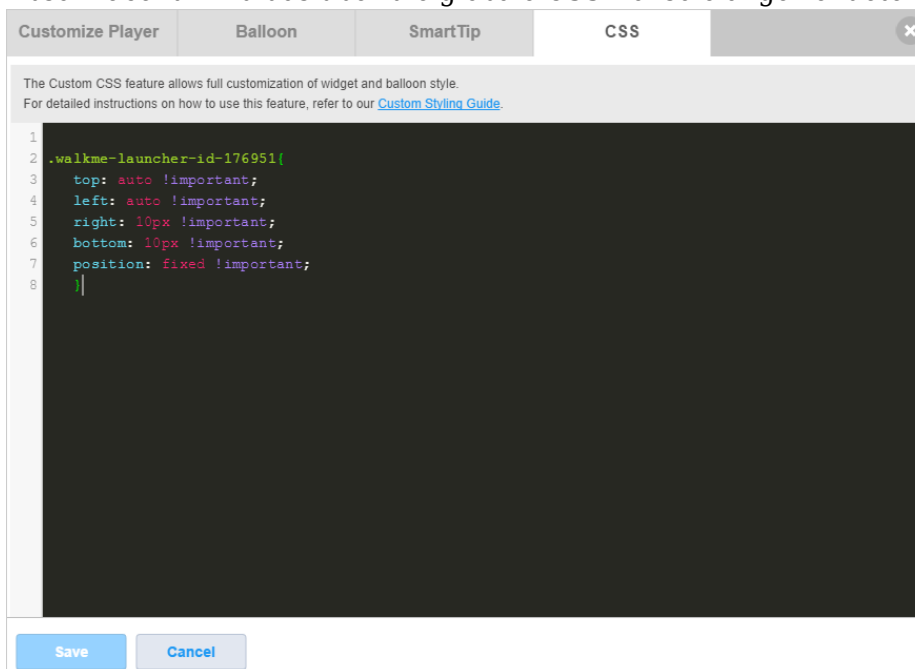 Customize Player Balloon SmartTip CSS
The Custom CSS feature allows full customization of widget and balloon style.
For detailed instructions on how to use this feature, refer to our Custom Styling Guide.
1
2 .walkme-launcher-id-176951{
3 top: auto !important;
4 left: auto !important;
5 right: 10px !important;
6 bottom: 10px !important;
7 position: fixed !important;
8 }
Save Cancel